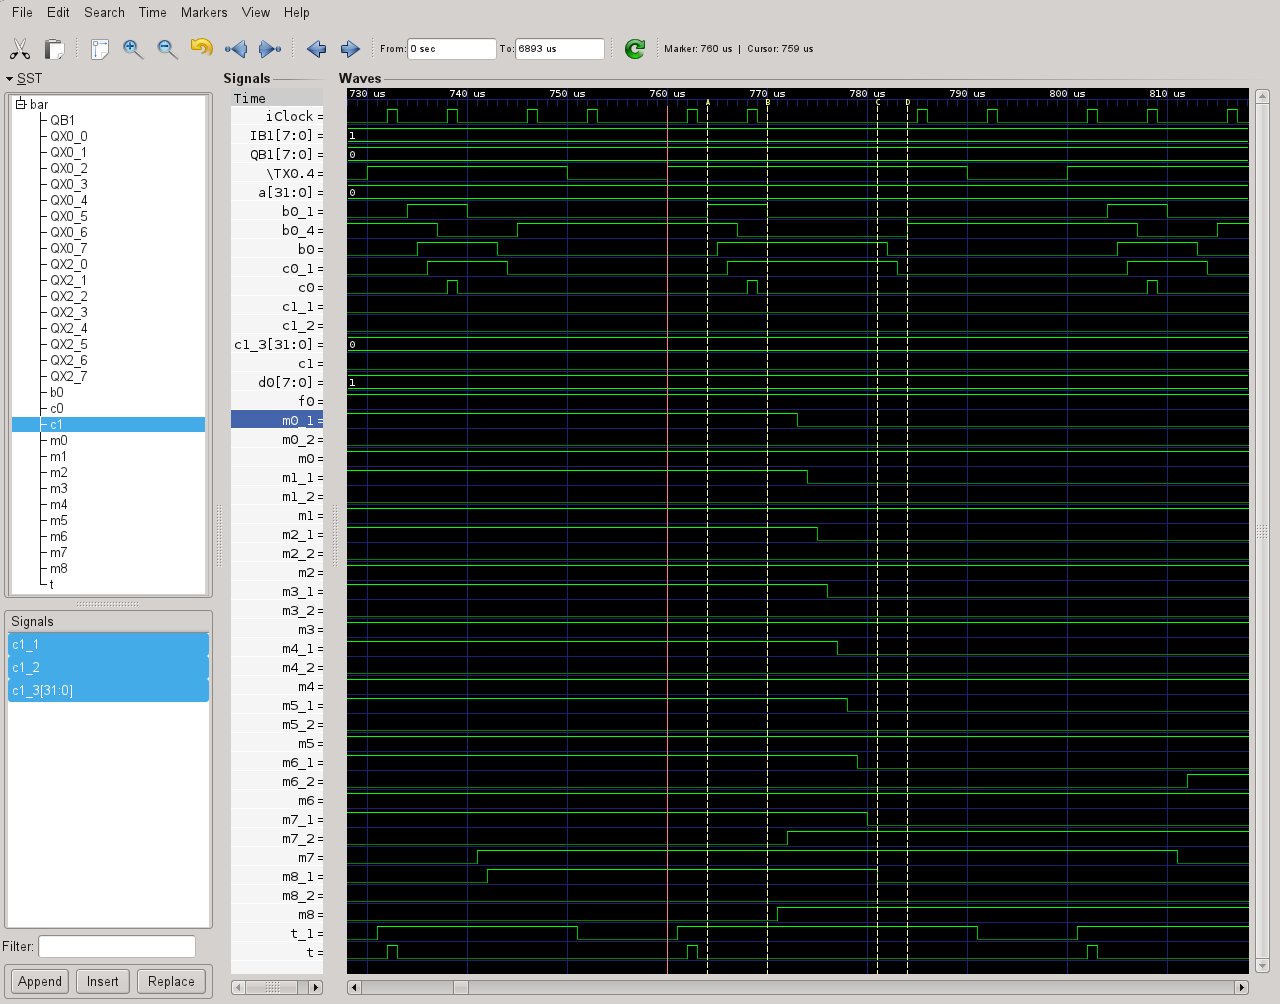 File Edit Search Time Markers View Help
From: 0 sec To: 6893 us Marker: 760 us | Cursor: 759 us
SST
bar
QB1
QX0_0
QX0_1
QX0_2
QX0_3
QX0_4
QX0_5
QX0_6
QX0_7
QX2_0
QX2_1
QX2_2
QX2_3
QX2_4
QX2_5
QX2_6
QX2_7
b0
c0
c1
m0
m1
m2
m3
m4
m5
m6
m7
m8
t
Signals
c1_1
c1_2
c1_3[31:0]
Filter:
Append Insert Replace
Signals
Time
iClock=
IB1[7:0]=
QB1[7:0]=
\TX0.4=
a[31:0]=
b0_1=
b0_4=
b0=
c0_1=
c0=
c1_1=
c1_2=
c1_3[31:0]=
c1=
d0[7:0]=
f0=
m0_1=
m0_2=
m0=
m1_1=
m1_2=
m1=
m2_1=
m2_2=
m2=
m3_1=
m3_2=
m3=
m4_1=
m4_2=
m4=
m5_1=
m5_2=
m5=
m6_1=
m6_2=
m6=
m7_1=
m7_2=
m7=
m8_1=
m8_2=
m8=
t_1=
t=
Waves
730 us 740 us 750 us 760 us 770 us 780 us 790 us 800 us 810 us
A B C D
1
0
0
0
1